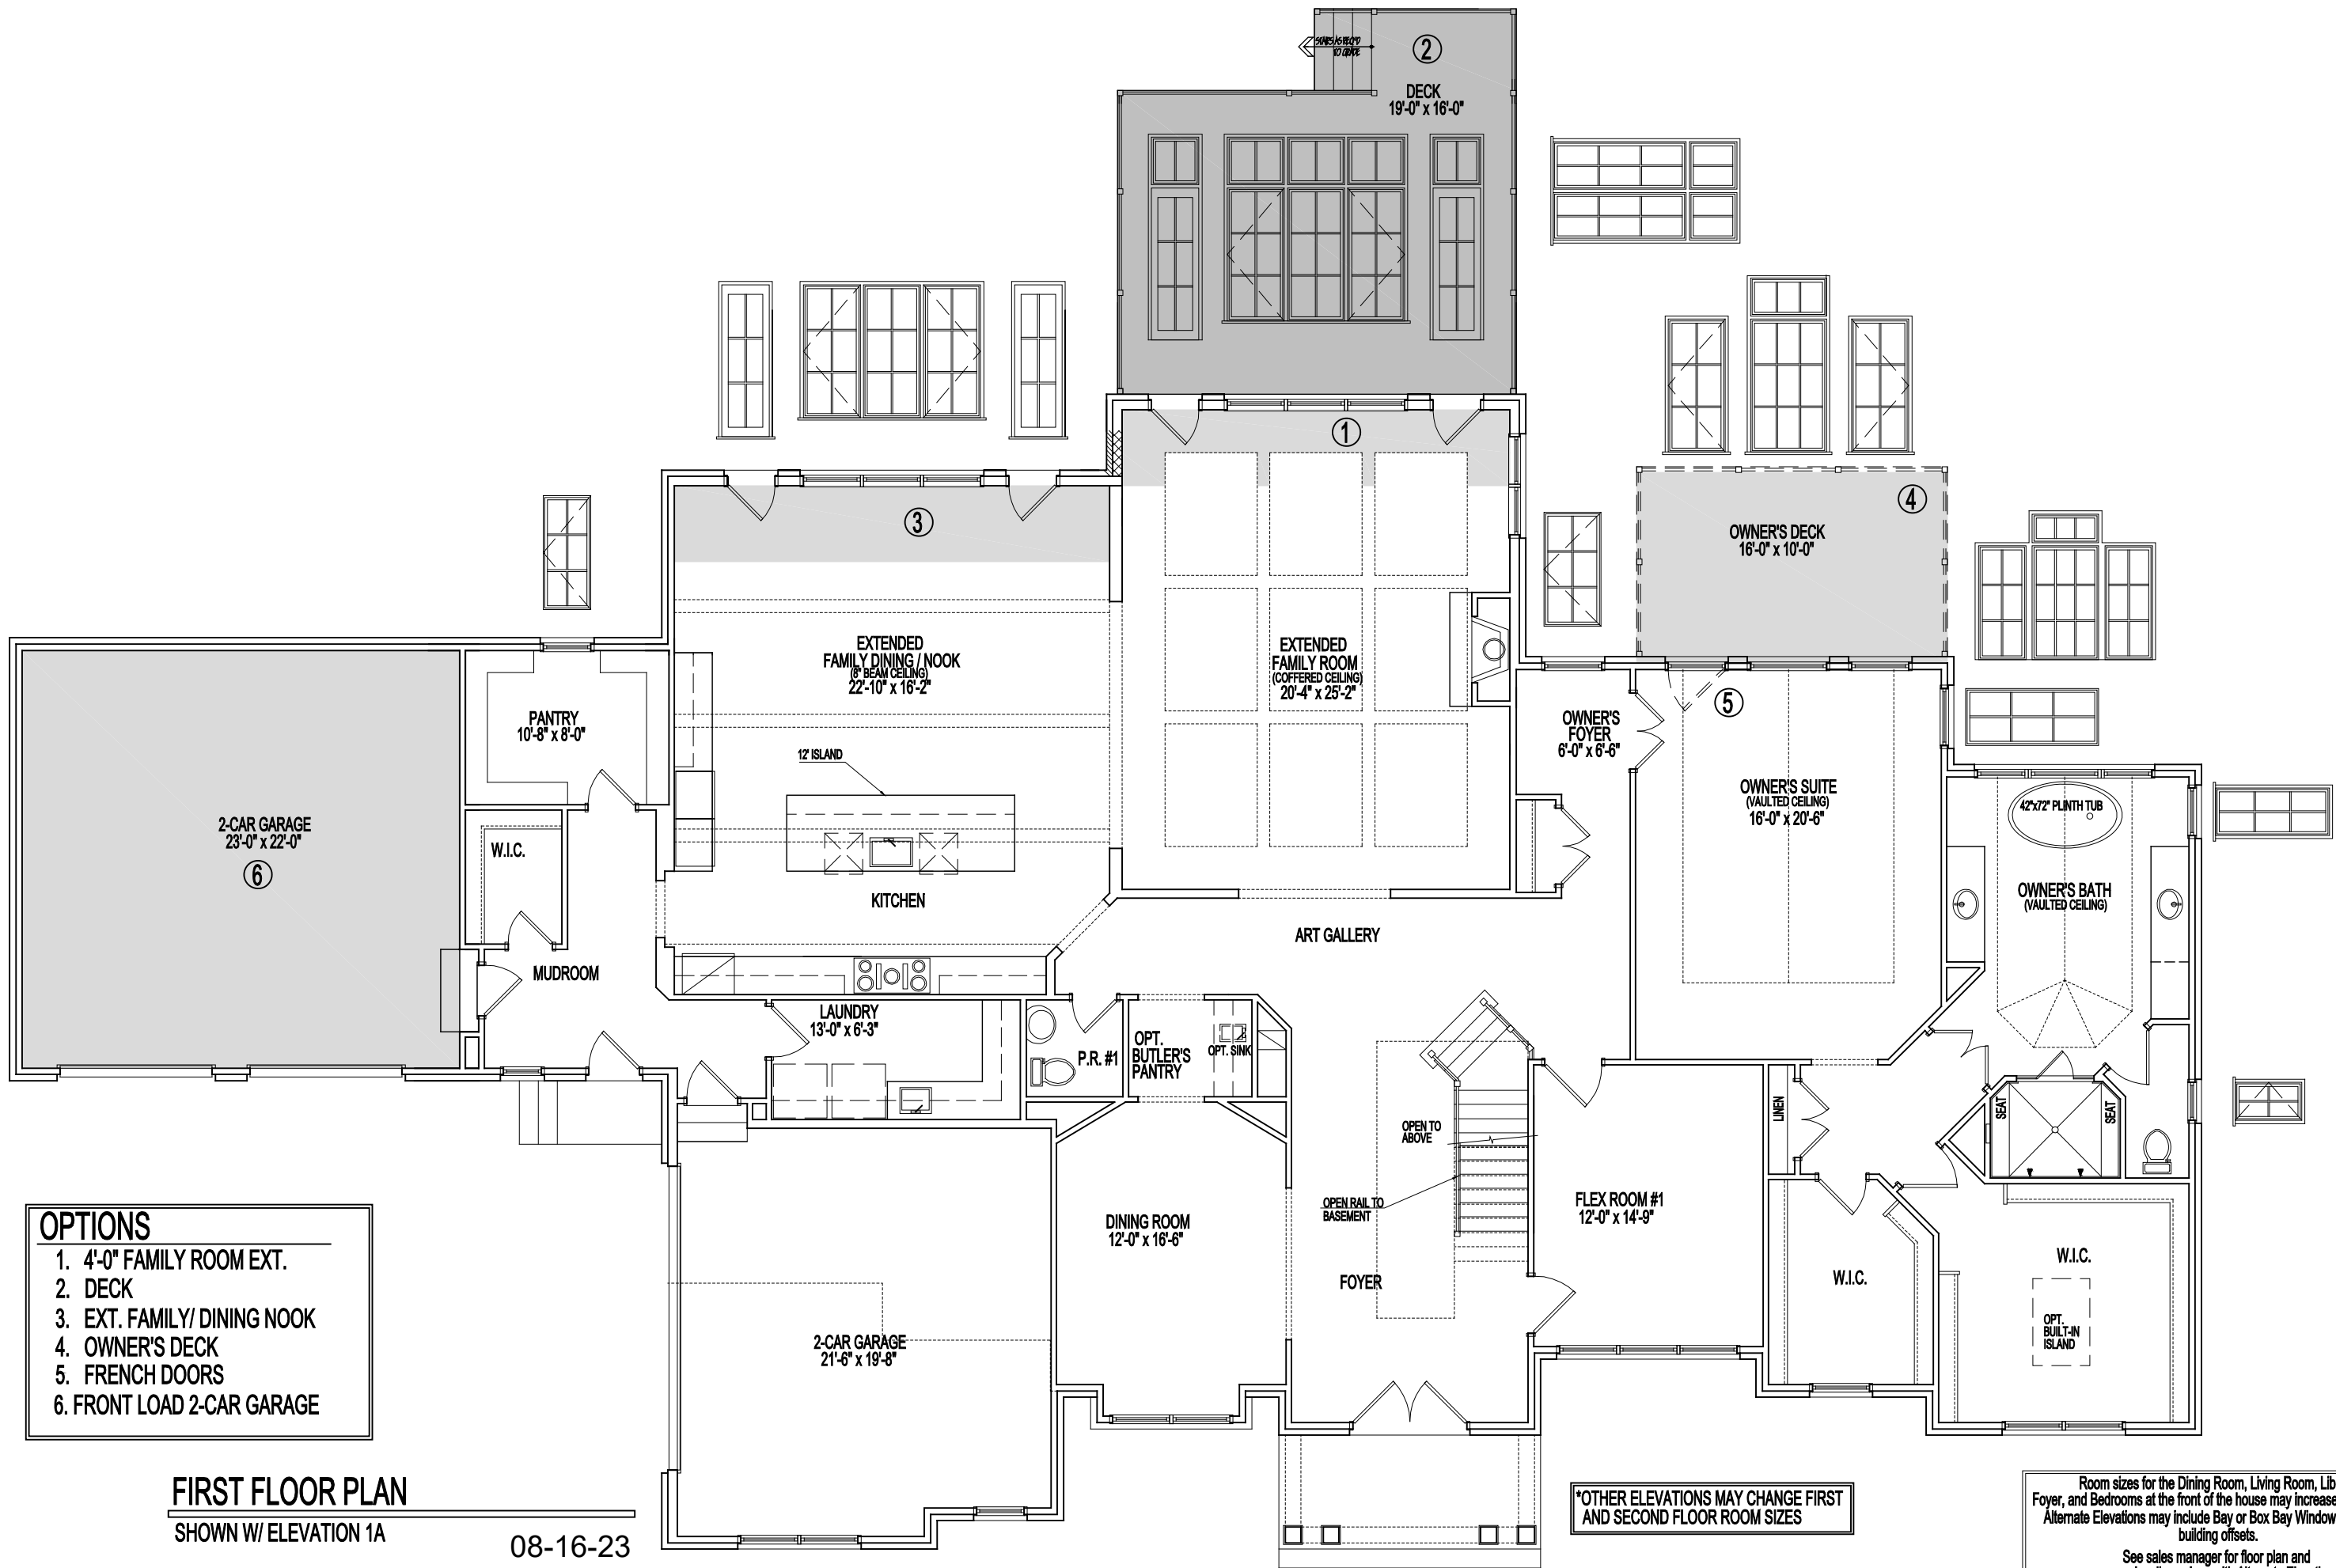 STAIRS AS REQ'D
TO GRADE
2
DECK
19'-0" x 16'-0"
1
3
4
OWNER'S DECK
16'-0" x 10'-0"
EXTENDED
FAMILY DINING / NOOK
(8" BEAM CEILING)
22'-10" x 16'-2"
EXTENDED
FAMILY ROOM
(COFFERED CEILING)
20'-4" x 25'-2"
PANTRY
10'-8" x 8'-0"
OWNER'S
FOYER
6'-0" x 6'-6"
5
12' ISLAND
OWNER'S SUITE
(VAULTED CEILING)
16'-0" x 20'-6"
42"x72" PLINTH TUB
2-CAR GARAGE
23'-0" x 22'-0"
6
W.I.C.
KITCHEN
OWNER'S BATH
(VAULTED CEILING)
ART GALLERY
MUDROOM
LAUNDRY
13'-0" x 6'-3"
P.R. #1
OPT.
BUTLER'S
PANTRY
OPT. SINK
OPEN TO
ABOVE
LINEN
SEAT
SEAT
OPEN RAIL TO
BASEMENT
DINING ROOM
12'-0" x 16'-6"
FLEX ROOM #1
12'-0" x 14'-9"
FOYER
W.I.C.
W.I.C.
OPT.
BUILT-IN
ISLAND
2-CAR GARAGE
21'-6" x 19'-8"
OPTIONS
1. 4'-0" FAMILY ROOM EXT.
2. DECK
3. EXT. FAMILY/ DINING NOOK
4. OWNER'S DECK
5. FRENCH DOORS
6. FRONT LOAD 2-CAR GARAGE
FIRST FLOOR PLAN
SHOWN W/ ELEVATION 1A
08-16-23
*OTHER ELEVATIONS MAY CHANGE FIRST
AND SECOND FLOOR ROOM SIZES
Room sizes for the Dining Room, Living Room, Lib
Foyer, and Bedrooms at the front of the house may increase
Alternate Elevations may include Bay or Box Bay Window
building offsets.
See sales manager for floor plan and